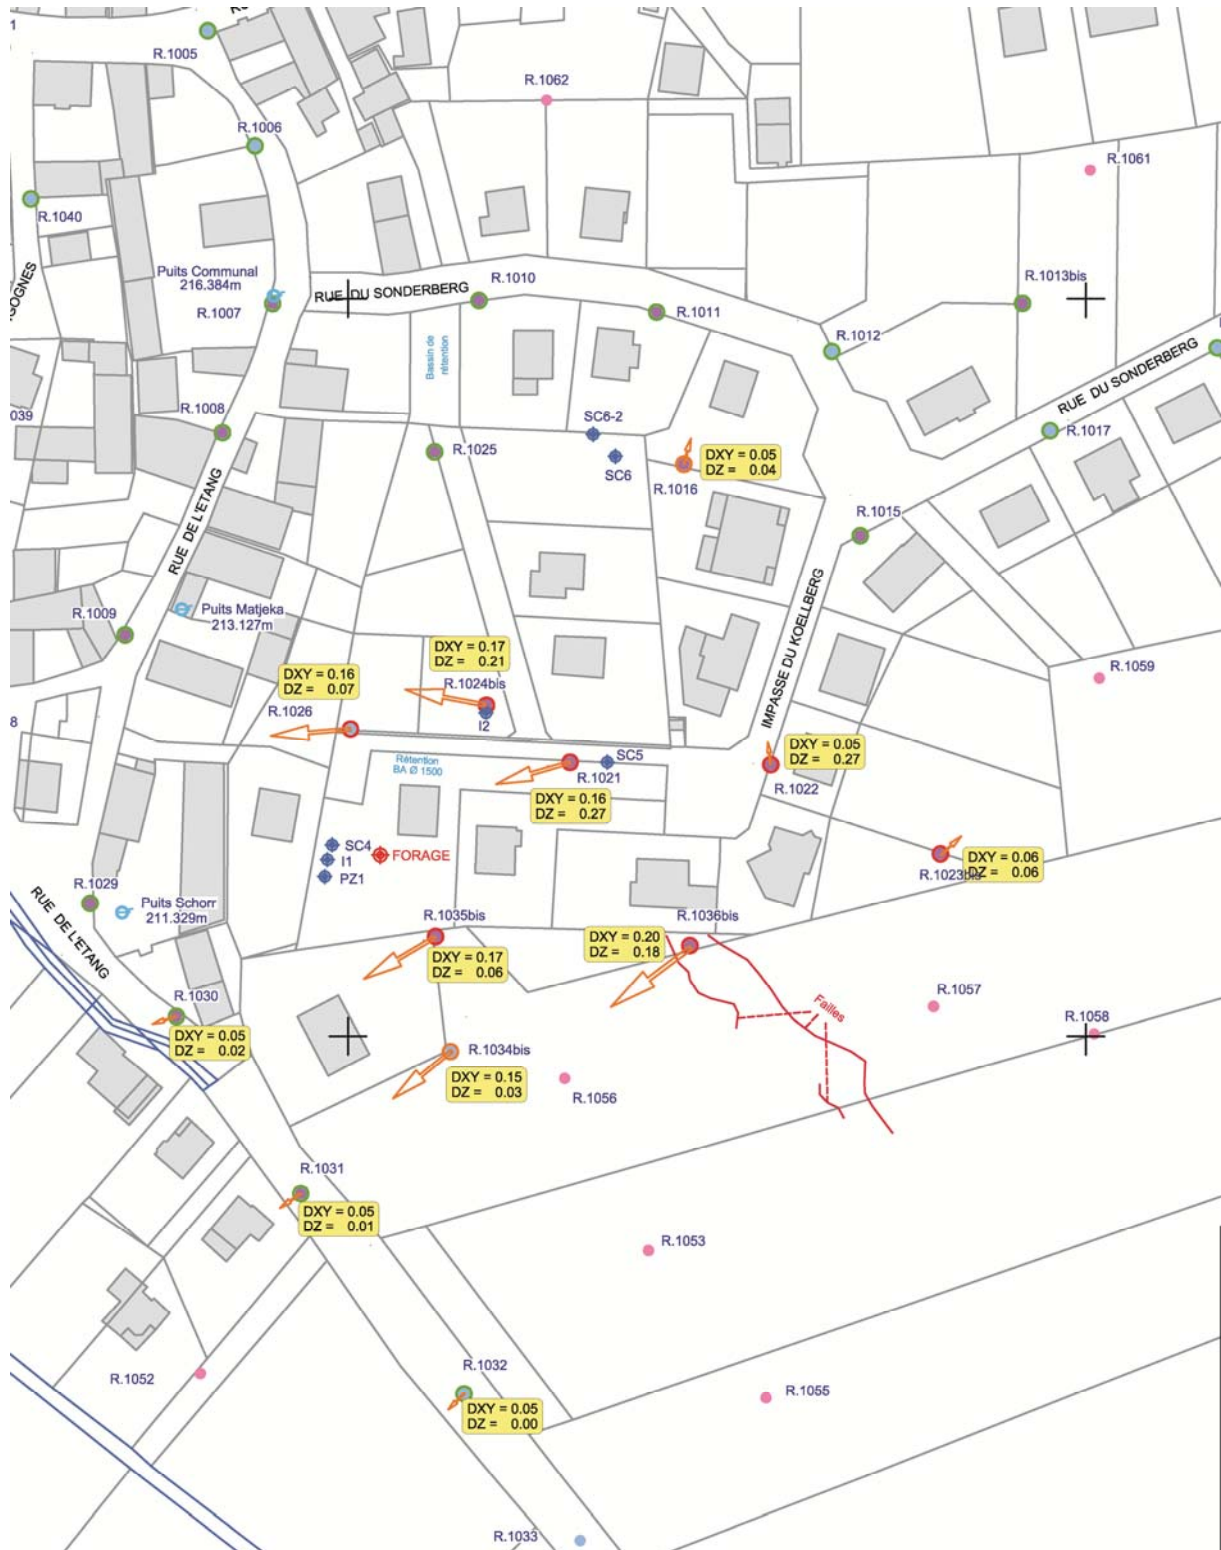 R.1005
R.1062
R.1006
R.1061
R.1040
Puits Communal
216.384m
R.1007
RUE DU SONDERBERG
R.1010
R.1011
R.1013bis
R.1012
RUE DU SONDERBERG
Bassin de
rétention
039
R.1008
R.1025
SC6-2
SC6
R.1016
DXY = 0.05
DZ = 0.04
R.1017
RUE DE L'ETANG
R.1015
R.1009
Puits Matjeka
213.127m
IMPASSE DU KOELLBERG
DXY = 0.17
DZ = 0.21
R.1024bis
I2
DXY = 0.16
DZ = 0.07
R.1026
R.1059
8
Rétention
BA Ø 1500
R.1021
SC5
DXY = 0.16
DZ = 0.27
DXY = 0.05
DZ = 0.27
R.1022
SC4
I1
PZ1
FORAGE
DXY = 0.06
DZ = 0.06
R.1023bis
R.1029
Puits Schorr
211.329m
RUE DE L'ETANG
R.1035bis
DXY = 0.17
DZ = 0.06
R.1036bis
DXY = 0.20
DZ = 0.18
Failles
R.1057
R.1058
R.1030
DXY = 0.05
DZ = 0.02
R.1034bis
DXY = 0.15
DZ = 0.03
R.1056
R.1031
DXY = 0.05
DZ = 0.01
R.1053
R.1052
R.1032
DXY = 0.05
DZ = 0.00
R.1055
R.1033